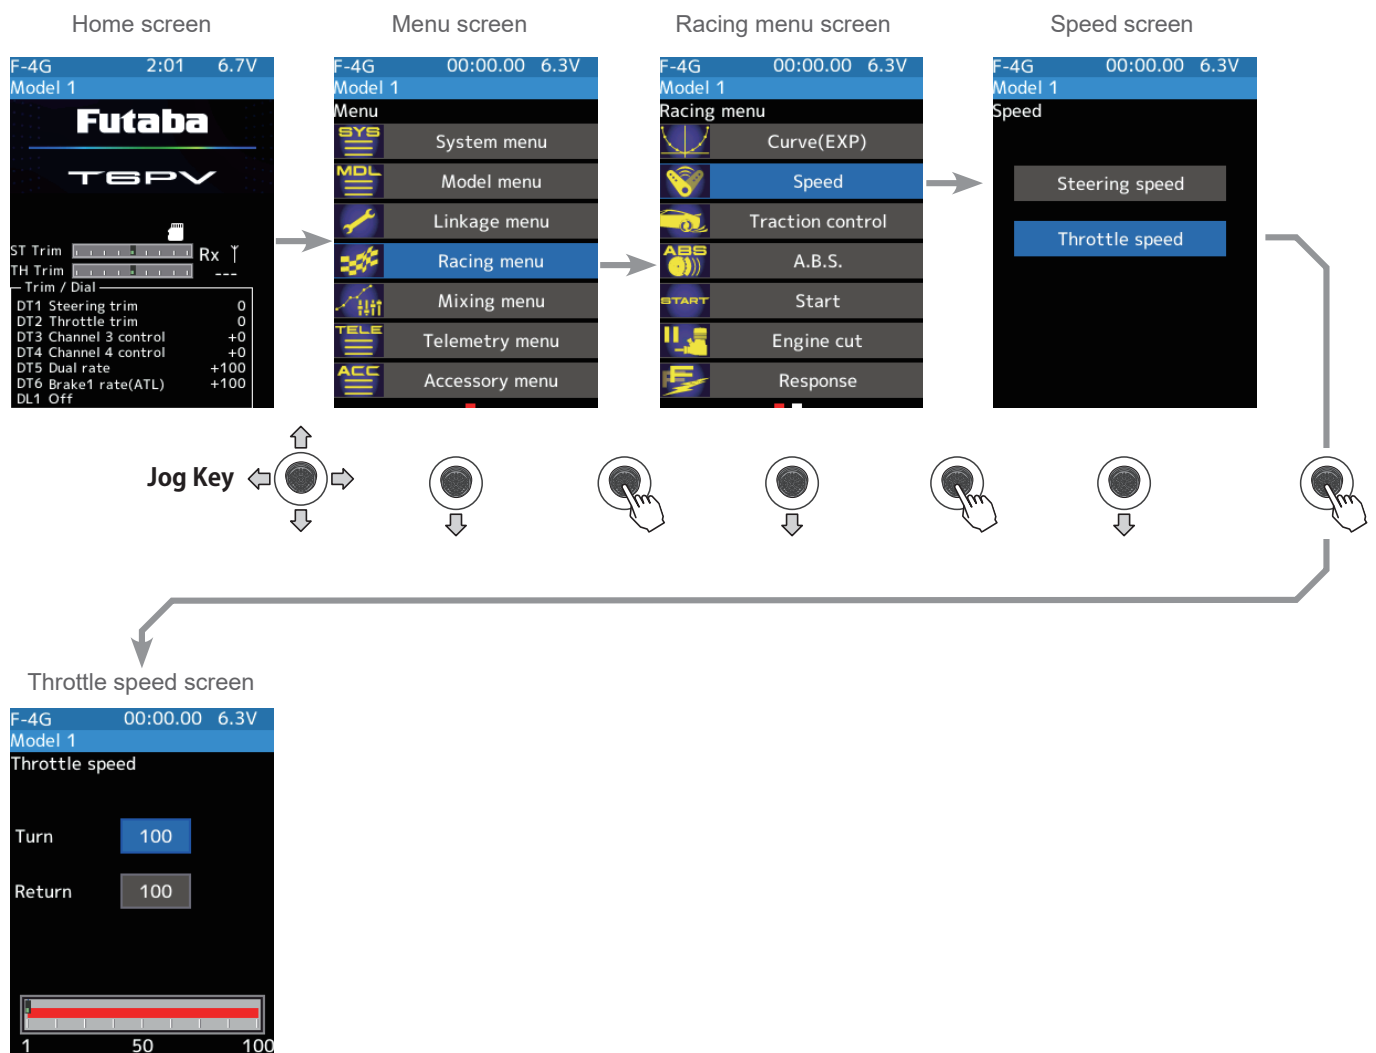 Home screen
F-4G 2:01 6.7V
Model 1
Futaba
T6PV
ST Trim Rx
TH Trim ---
Trim / Dial
DT1 Steering trim 0
DT2 Throttle trim 0
DT3 Channel 3 control +0
DT4 Channel 4 control +0
DT5 Dual rate +100
DT6 Brake1 rate(ATL) +100
DL1 Off
Menu screen
F-4G 00:00.00 6.3V
Model 1
Menu
SYS System menu
MDL Model menu
Linkage menu
Racing menu
Mixing menu
TELE Telemetry menu
ACC Accessory menu
Racing menu screen
F-4G 00:00.00 6.3V
Model 1
Racing menu
Curve(EXP)
Speed
Traction control
ABS A.B.S.
START Start
Engine cut
Response
Speed screen
F-4G 00:00.00 6.3V
Model 1
Speed
Steering speed
Throttle speed
Jog Key
Throttle speed screen
F-4G 00:00.00 6.3V
Model 1
Throttle speed
Turn 100
Return 100
1 50 100